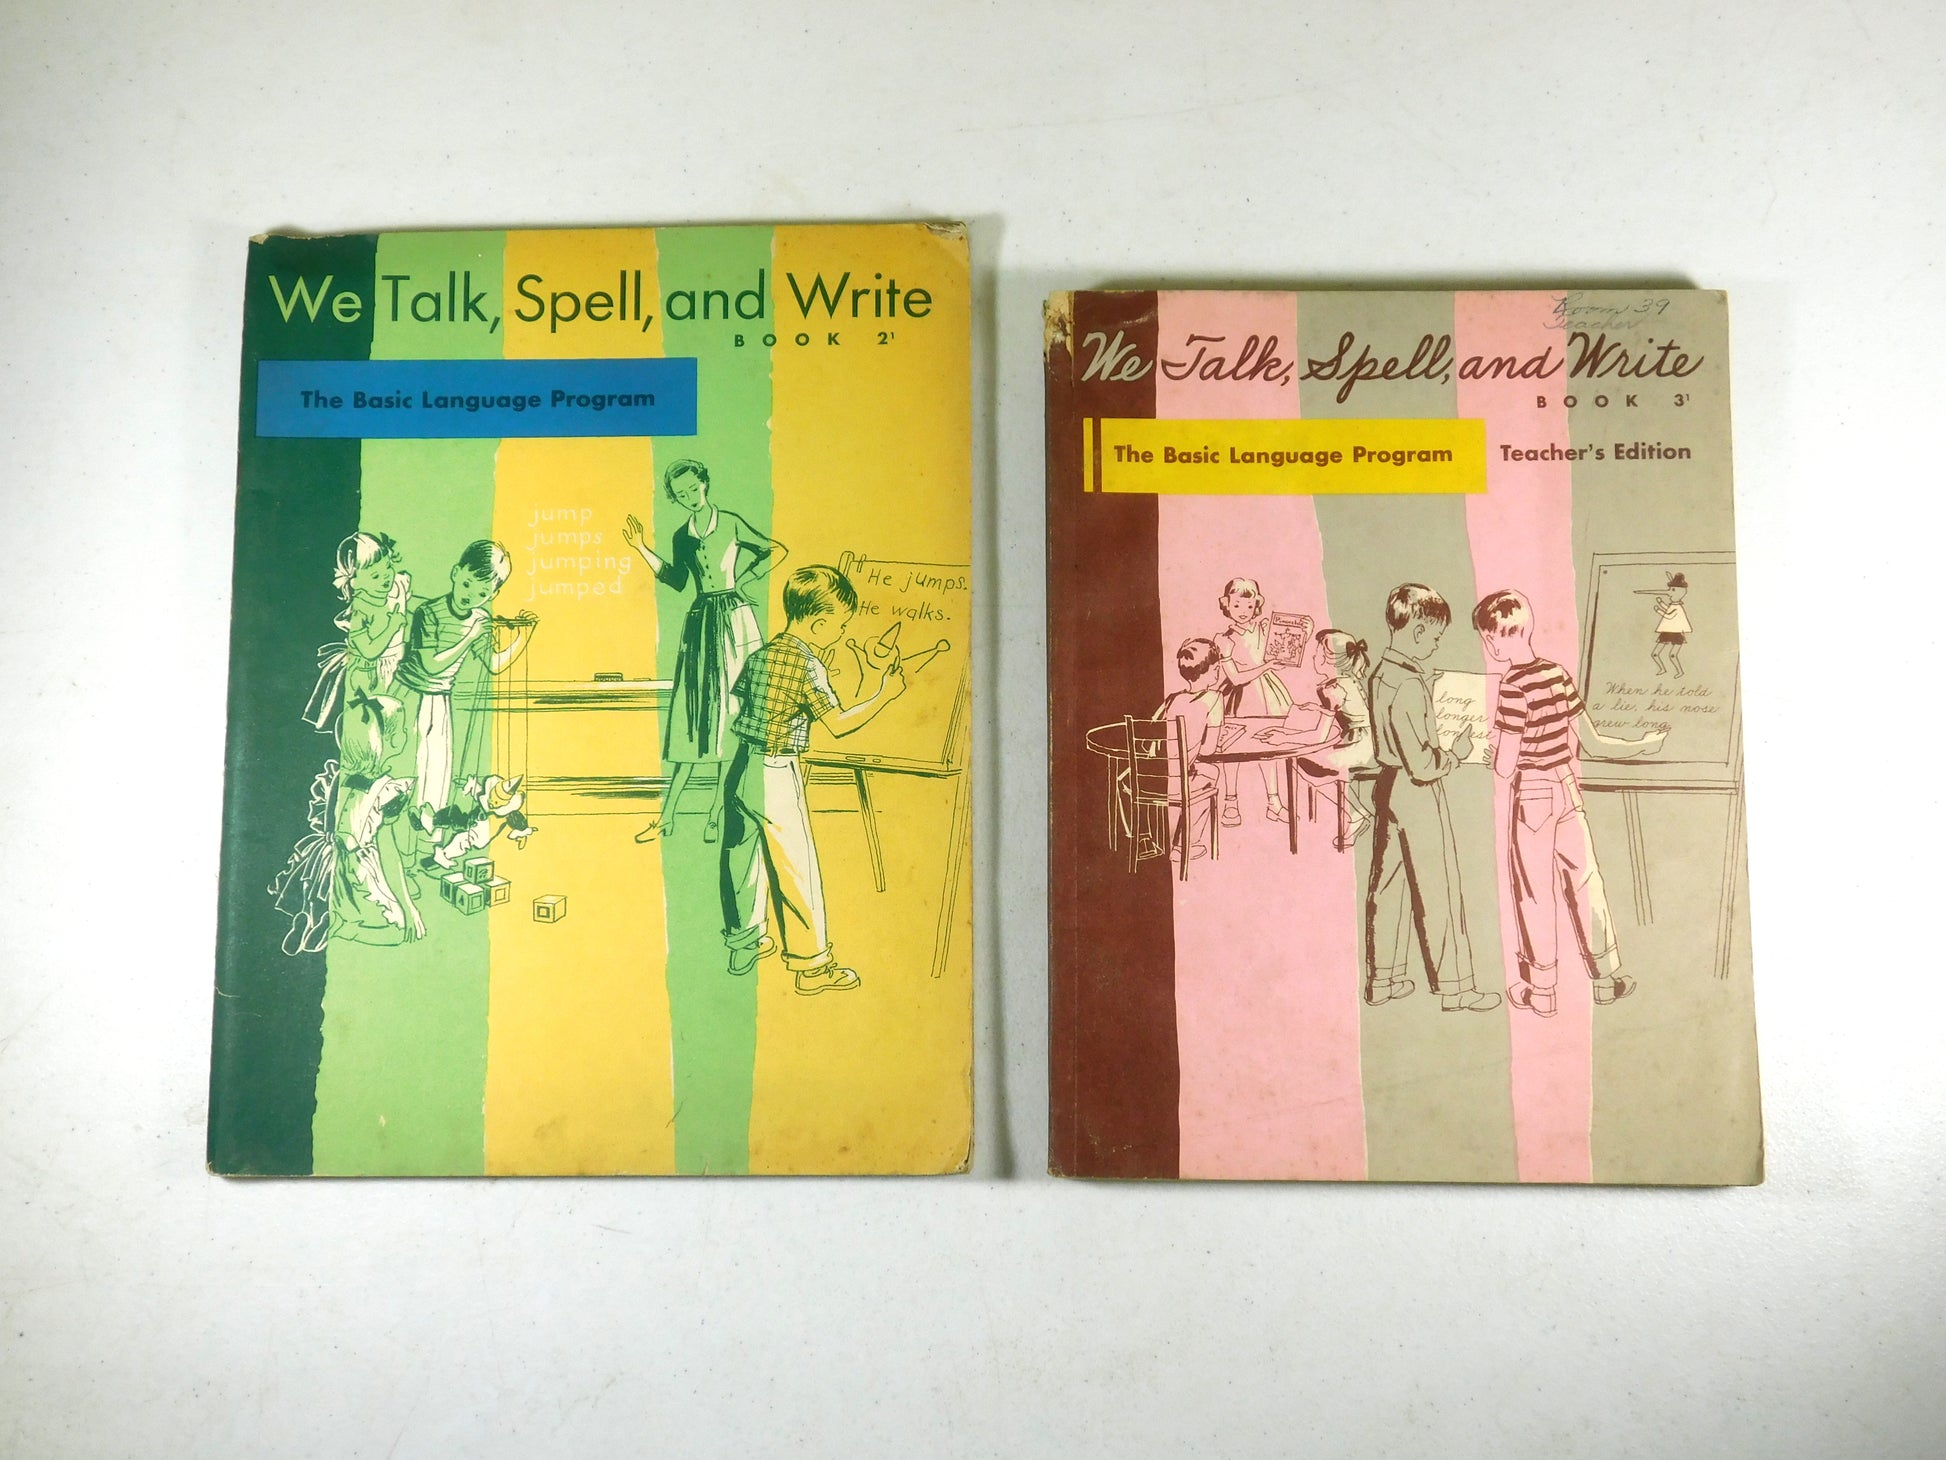 We Talk, Spell, and Write
BOOK 2¹
The Basic Language Program
jump
jumps
jumping
jumped
He jumps.
He walks.
Room 39
Teacher
We Talk, Spell, and Write
BOOK 3¹
The Basic Language Program
Teacher's Edition
Pinocchio
long
longer
longest
When he told
a lie, his nose
grew long